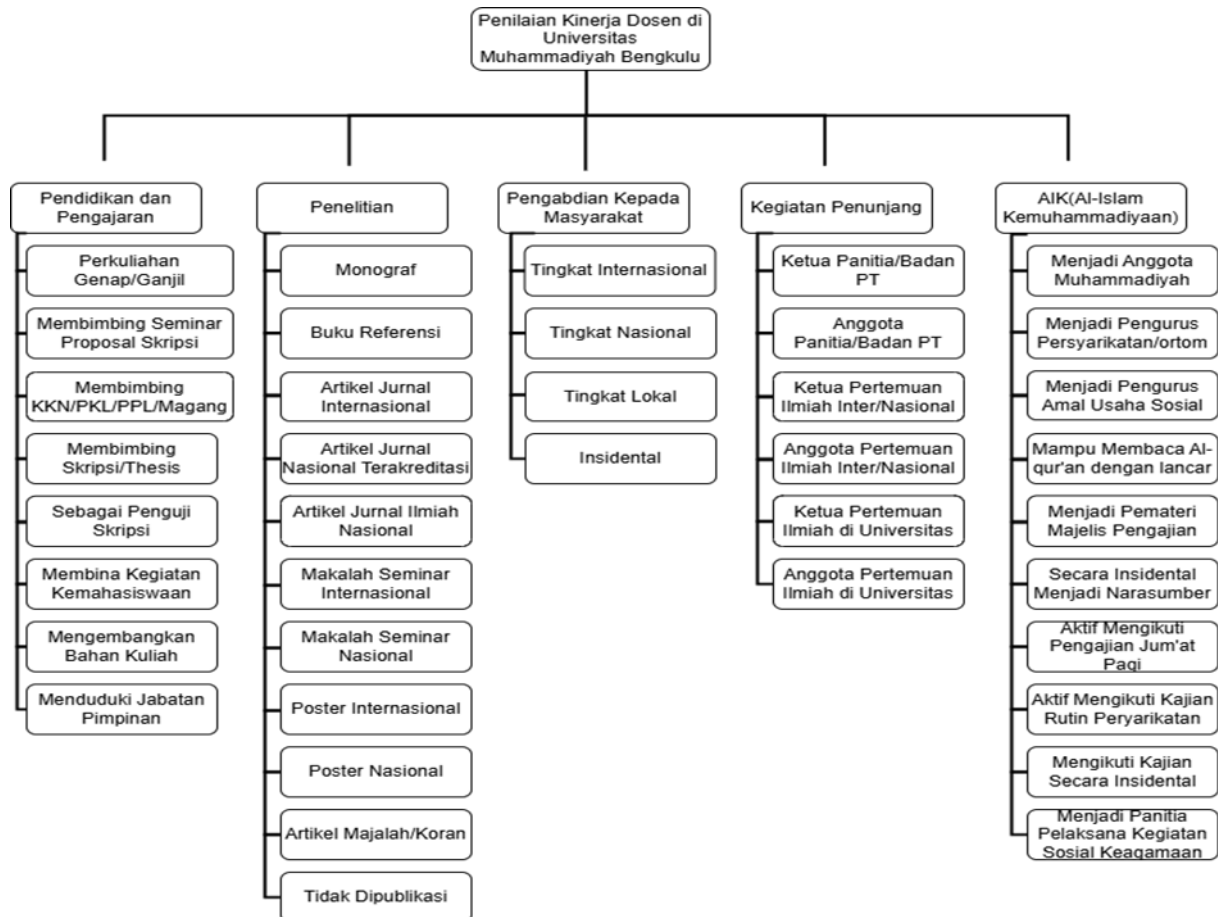 Penilaian Kinerja Dosen di
Universitas
Muhammadiyah Bengkulu
Pendidikan dan
Pengajaran
Perkuliahan
Genap/Ganjil
Membimbing Seminar
Proposal Skripsi
Membimbing
KKN/PKL/PPL/Magang
Membimbing
Skripsi/Thesis
Sebagai Penguji
Skripsi
Membina Kegiatan
Kemahasiswaan
Mengembangkan
Bahan Kuliah
Menduduki Jabatan
Pimpinan
Penelitian
Monograf
Buku Referensi
Artikel Jurnal
Internasional
Artikel Jurnal
Nasional Terakreditasi
Artikel Jurnal Ilmiah
Nasional
Makalah Seminar
Internasional
Makalah Seminar
Nasional
Poster Internasional
Poster Nasional
Artikel Majalah/Koran
Tidak Dipublikasi
Pengabdian Kepada
Masyarakat
Tingkat Internasional
Tingkat Nasional
Tingkat Lokal
Insidental
Kegiatan Penunjang
Ketua Panitia/Badan
PT
Anggota
Panitia/Badan PT
Ketua Pertemuan
Ilmiah Inter/Nasional
Anggota Pertemuan
Ilmiah Inter/Nasional
Ketua Pertemuan
Ilmiah di Universitas
Anggota Pertemuan
Ilmiah di Universitas
AIK(Al-Islam
Kemuhammadiyaan)
Menjadi Anggota
Muhammadiyah
Menjadi Pengurus
Persyarikatan/ortom
Menjadi Pengurus
Amal Usaha Sosial
Mampu Membaca Al-
qur'an dengan lancar
Menjadi Pemateri
Majelis Pengajian
Secara Insidental
Menjadi Narasumber
Aktif Mengikuti
Pengajian Jum'at
Pagi
Aktif Mengikuti Kajian
Rutin Peryarikatan
Mengikuti Kajian
Secara Insidental
Menjadi Panitia
Pelaksana Kegiatan
Sosial Keagamaan